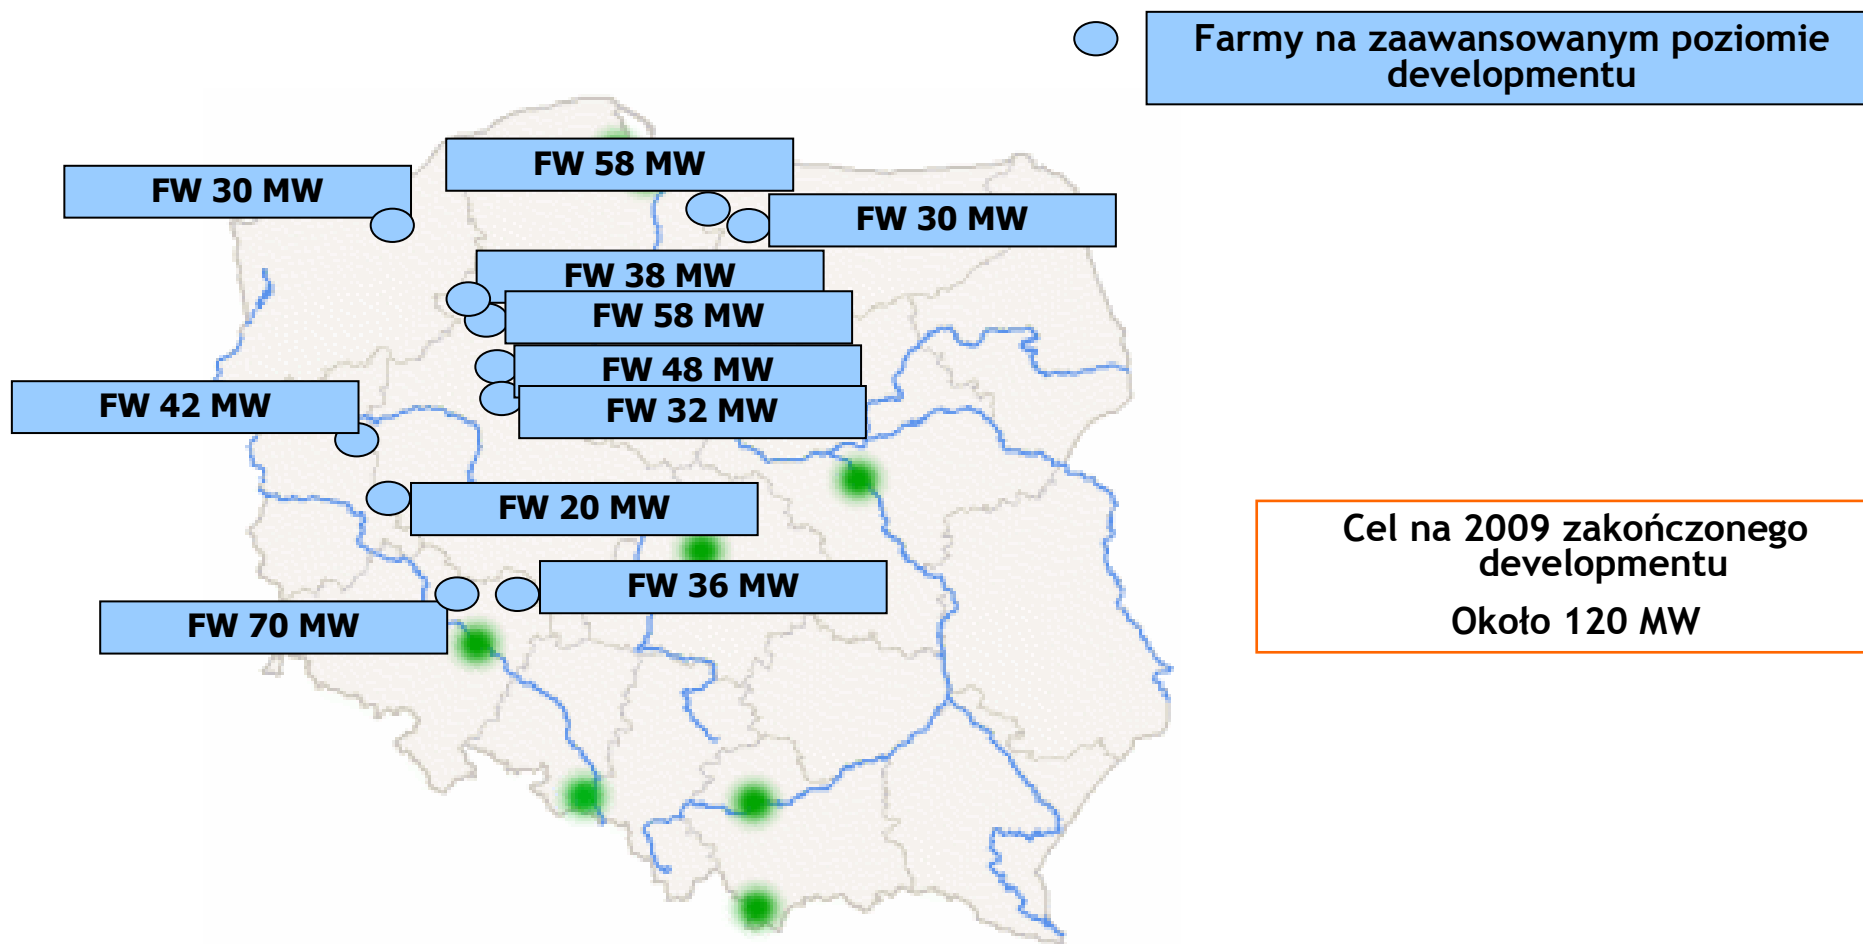 Farmy na zaawansowanym poziomie
developmentu
FW 58 MW
FW 30 MW
FW 30 MW
FW 38 MW
FW 58 MW
FW 48 MW
FW 42 MW
FW 32 MW
FW 20 MW
Cel na 2009 zakończonego
developmentu
Około 120 MW
FW 36 MW
FW 70 MW